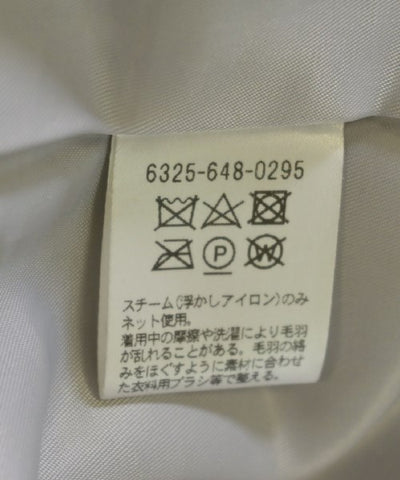 6325-648-0295
P
W
スチーム(浮かしアイロン)のみ
ネット使用。
着用中の摩擦や洗濯により毛羽
が乱れることがある。毛羽の絡
みをほぐすように素材に合わせ
た衣料用ブラシ等で整える。